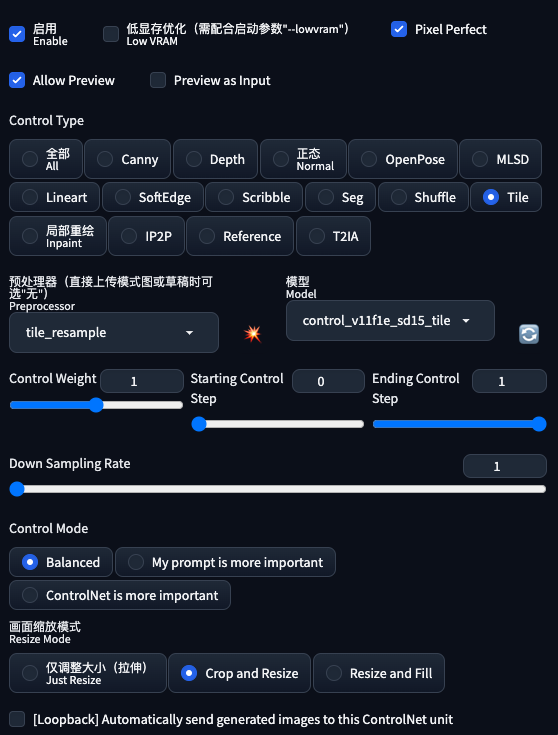 启用
Enable
低显存优化（需配合启动参数"--lowvram"）
Low VRAM
Pixel Perfect
Allow Preview
Preview as Input
Control Type
全部
All
Canny
Depth
正态
Normal
OpenPose
MLSD
Lineart
SoftEdge
Scribble
Seg
Shuffle
Tile
局部重绘
Inpaint
IP2P
Reference
T2IA
预处理器（直接上传模式图或草稿时可
选"无"）
Preprocessor
模型
Model
tile_resample
control_v11f1e_sd15_tile
Control Weight
1
Starting Control
Step
0
Ending Control
Step
1
Down Sampling Rate
1
Control Mode
Balanced
My prompt is more important
ControlNet is more important
画面缩放模式
Resize Mode
仅调整大小（拉伸）
Just Resize
Crop and Resize
Resize and Fill
[Loopback] Automatically send generated images to this ControlNet unit